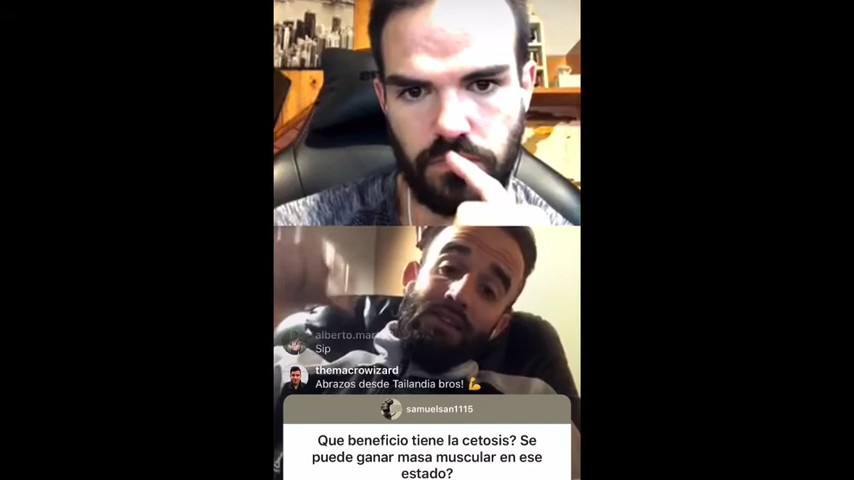 Sip
themacrowizard
Abrazos desde Tailandia bros! 💪
samuelsan1115
Que beneficio tiene la cetosis? Se
puede ganar masa muscular en ese
estado?